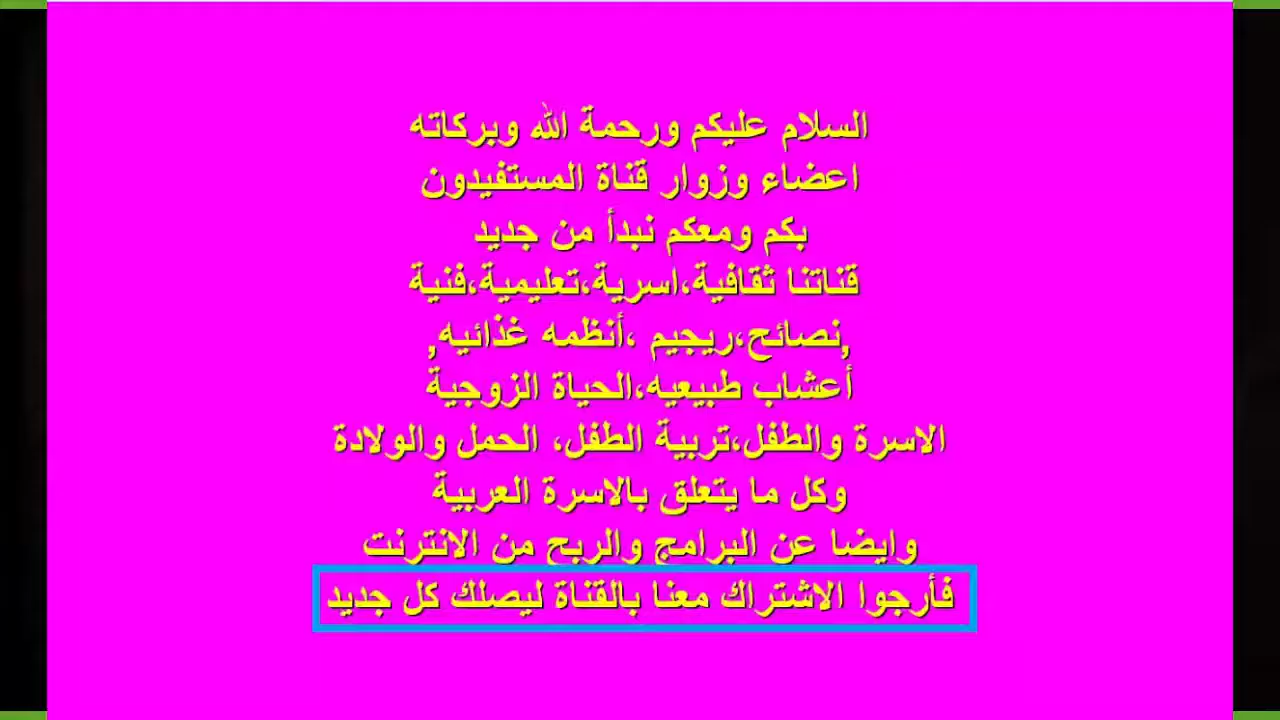 السلام عليكم ورحمة الله وبركاته
اعضاء وزوار قناة المستفيدون
بكم ومعكم نبدأ من جديد
قناتنا ثقافية،اسرية،تعليمية،فنية
,نصائح،ريجيم ،أنظمه غذائيه,
أعشاب طبيعيه،الحياة الزوجية
الاسرة والطفل،تربية الطفل، الحمل والولادة
وكل ما يتعلق بالاسرة العربية
وايضا عن البرامج والربح من الانترنت
فأرجوا الاشتراك معنا بالقناة ليصلك كل جديد